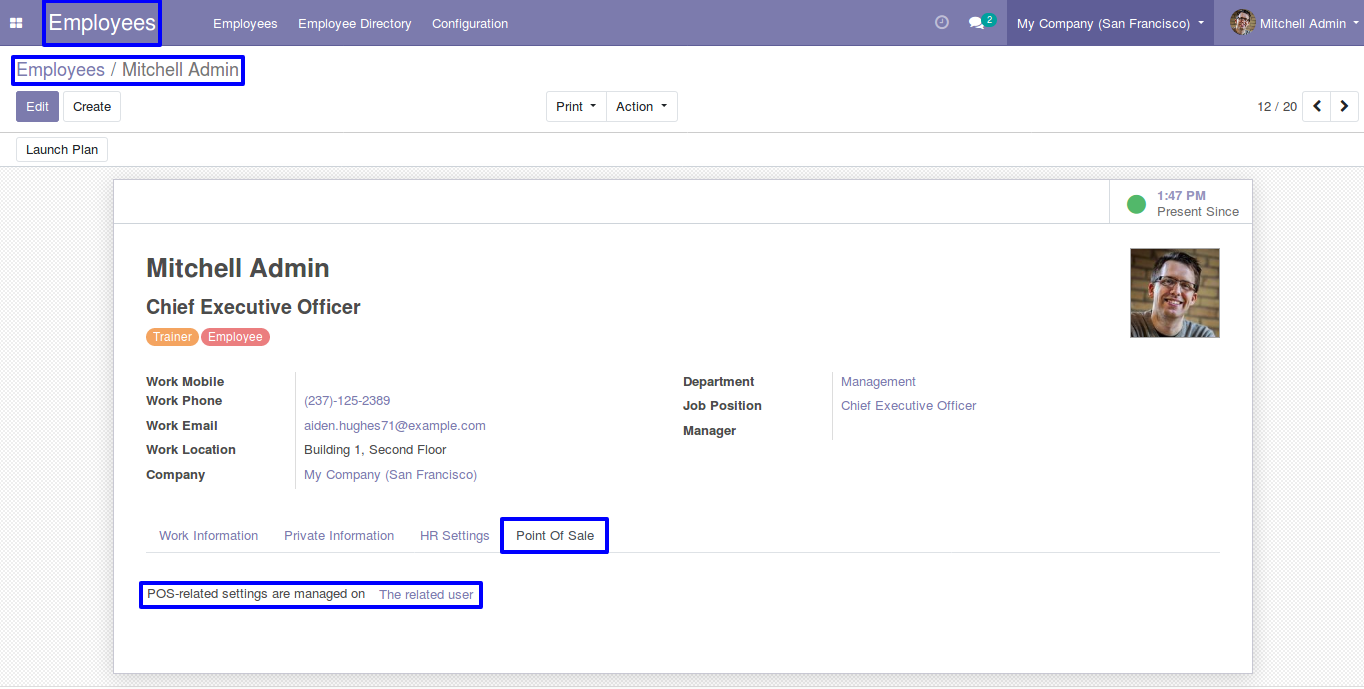 Employees Employees Employee Directory Configuration 2 My Company (San Francisco) Mitchell Admin
Employees / Mitchell Admin
Edit Create Print Action 12 / 20
Launch Plan
1:47 PM
Present Since
Mitchell Admin
Chief Executive Officer
Trainer Employee
Work Mobile Department Management
Work Phone (237)-125-2389 Job Position Chief Executive Officer
Work Email aiden.hughes71@example.com Manager
Work Location Building 1, Second Floor
Company My Company (San Francisco)
Work Information Private Information HR Settings Point Of Sale
POS-related settings are managed on The related user